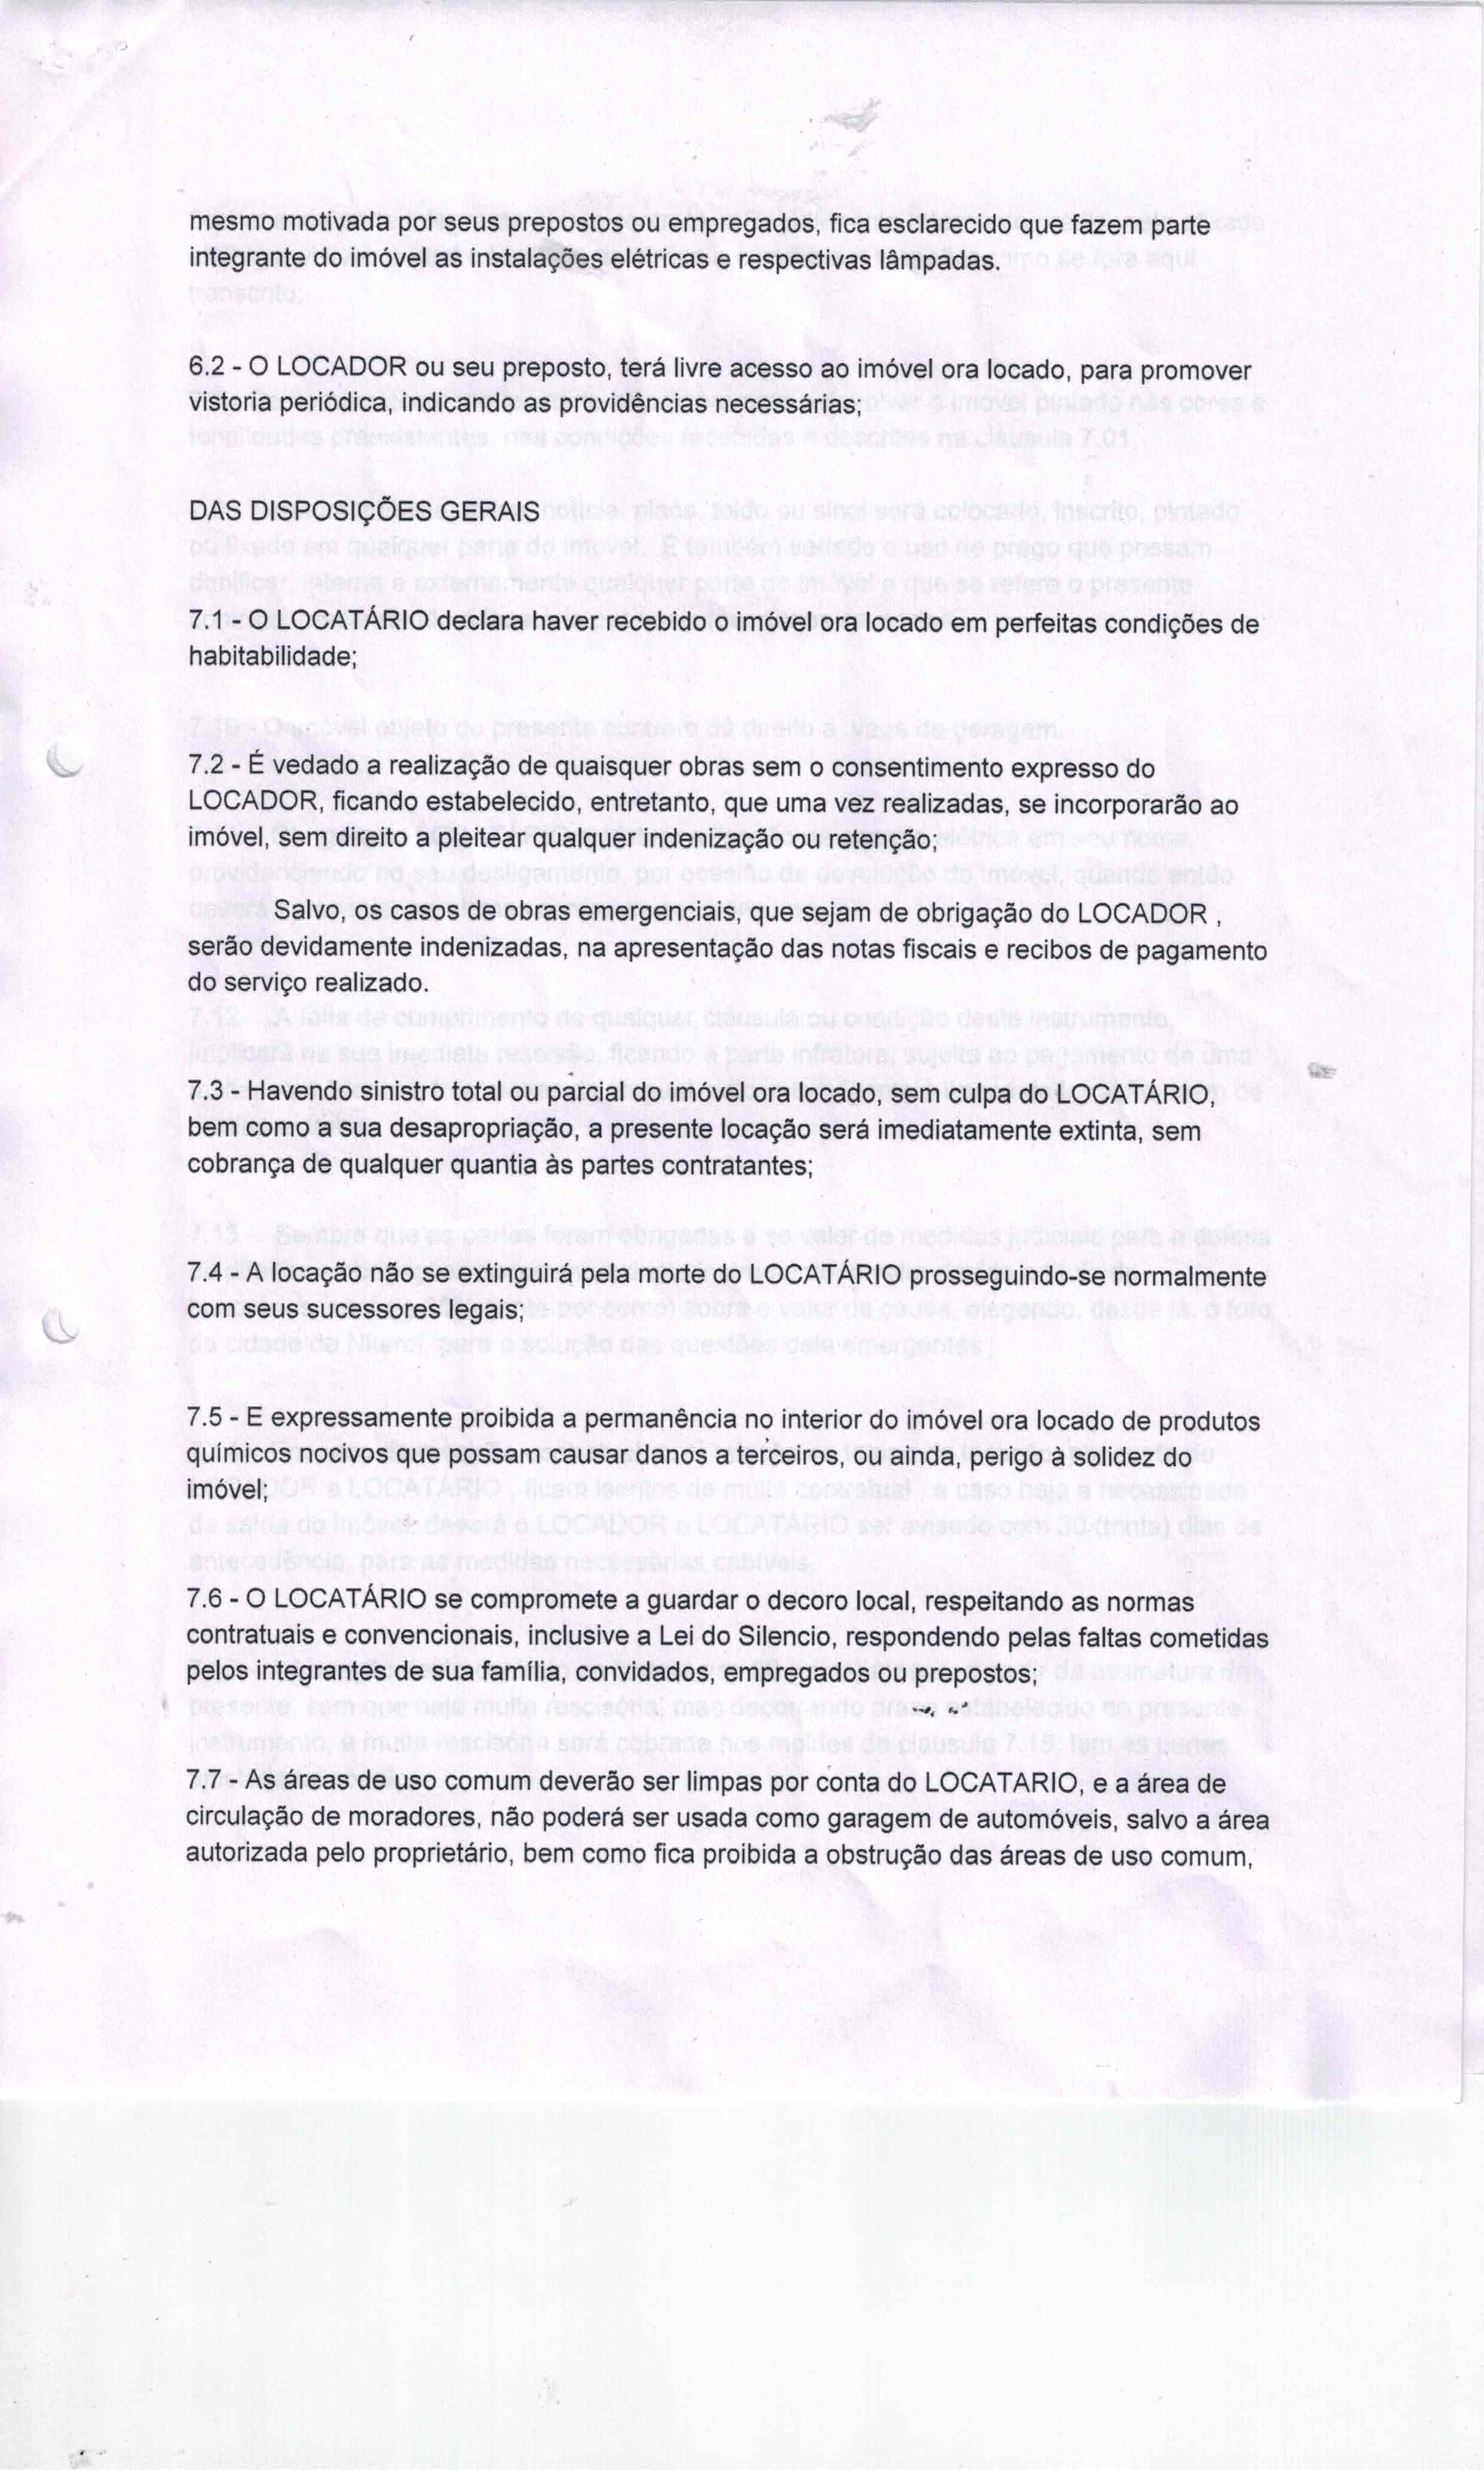 mesmo motivada por seus prepostos ou empregados, fica esclarecido que fazem parte
integrante do imóvel as instalações elétricas e respectivas lâmpadas.
6.2 - O LOCADOR ou seu preposto, terá livre acesso ao imóvel ora locado, para promover
vistoria periódica, indicando as providências necessárias;
DAS DISPOSIÇÕES GERAIS
7.1 - O LOCATÁRIO declara haver recebido o imóvel ora locado em perfeitas condições de
habitabilidade;
7.2 - É vedado a realização de quaisquer obras sem o consentimento expresso do
LOCADOR, ficando estabelecido, entretanto, que uma vez realizadas, se incorporarão ao
imóvel, sem direito a pleitear qualquer indenização ou retenção;
Salvo, os casos de obras emergenciais, que sejam de obrigação do LOCADOR ,
serão devidamente indenizadas, na apresentação das notas fiscais e recibos de pagamento
do serviço realizado.
7.3 - Havendo sinistro total ou parcial do imóvel ora locado, sem culpa do LOCATÁRIO,
bem como a sua desapropriação, a presente locação será imediatamente extinta, sem
cobrança de qualquer quantia às partes contratantes;
7.4 - A locação não se extinguirá pela morte do LOCATÁRIO prosseguindo-se normalmente
com seus sucessores legais;
7.5 - E expressamente proibida a permanência no interior do imóvel ora locado de produtos
químicos nocivos que possam causar danos a terceiros, ou ainda, perigo à solidez do
imóvel;
7.6 - O LOCATÁRIO se compromete a guardar o decoro local, respeitando as normas
contratuais e convencionais, inclusive a Lei do Silencio, respondendo pelas faltas cometidas
pelos integrantes de sua família, convidados, empregados ou prepostos;
7.7 - As áreas de uso comum deverão ser limpas por conta do LOCATARIO, e a área de
circulação de moradores, não poderá ser usada como garagem de automóveis, salvo a área
autorizada pelo proprietário, bem como fica proibida a obstrução das áreas de uso comum,